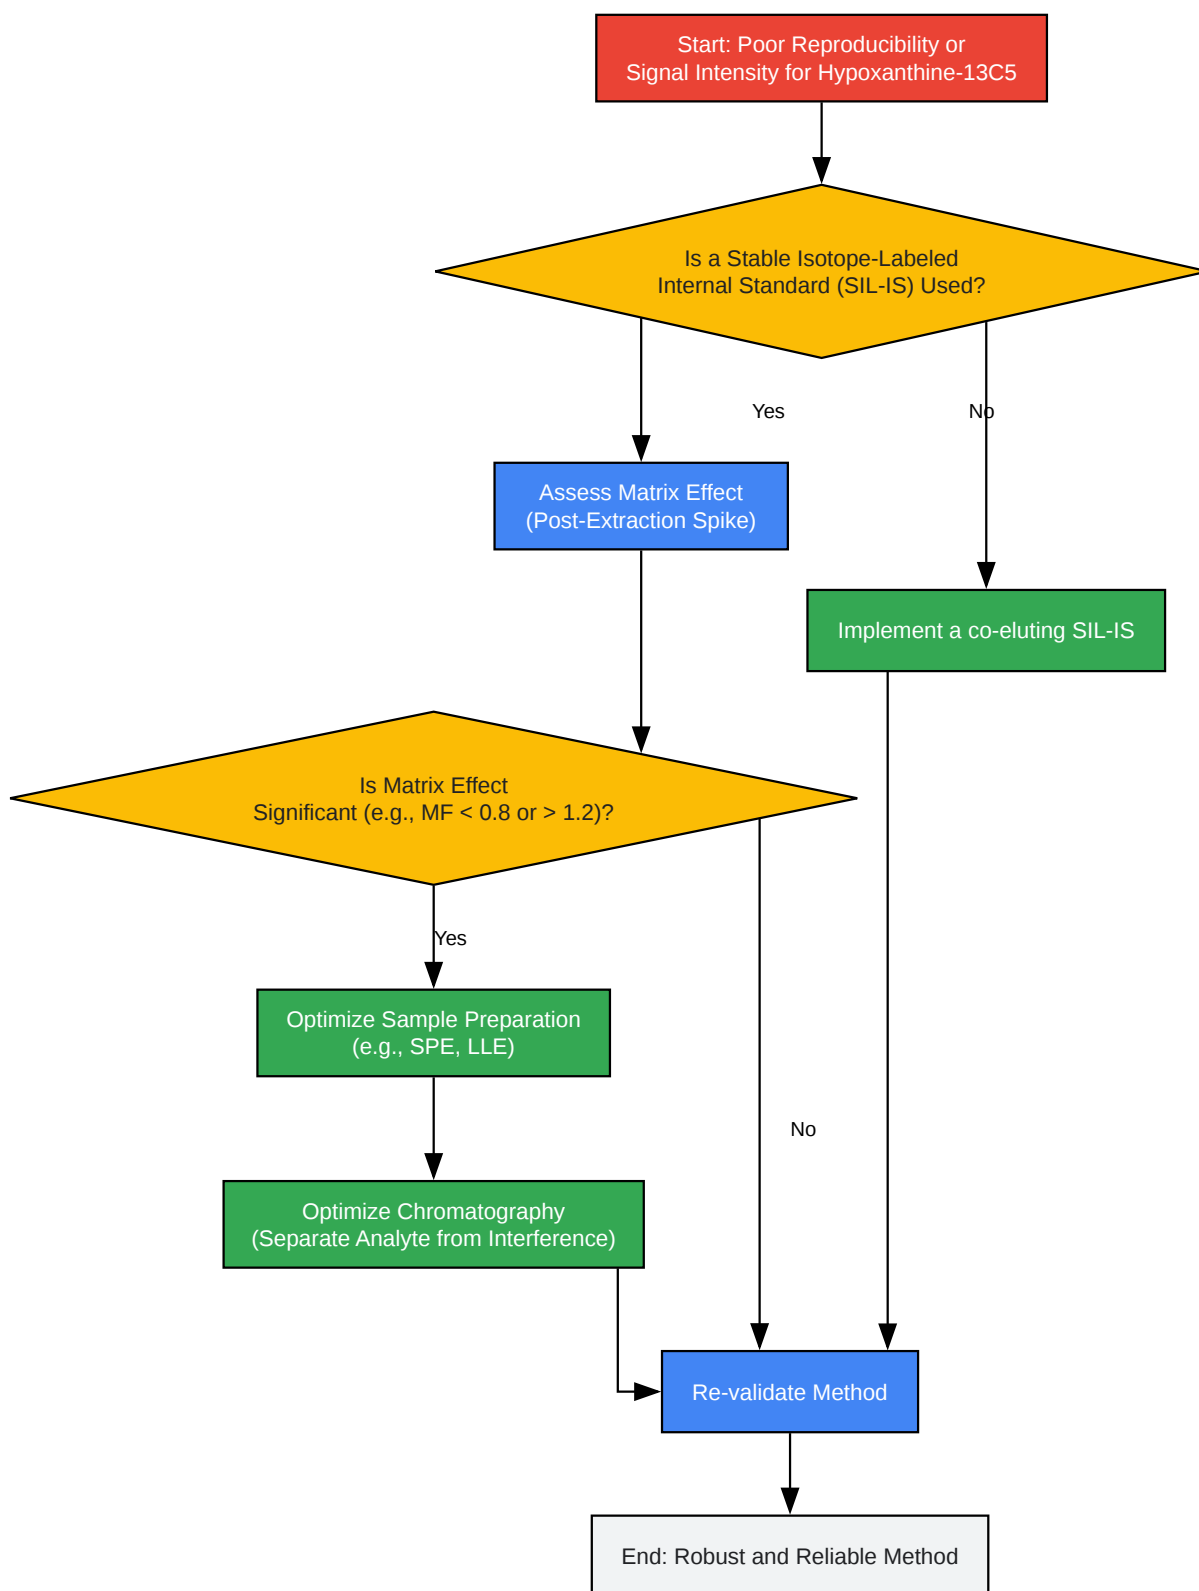 Start: Poor Reproducibility or
Signal Intensity for Hypoxanthine-13C5
Is a Stable Isotope-Labeled
Internal Standard (SIL-IS) Used?
Yes
No
Assess Matrix Effect
(Post-Extraction Spike)
Implement a co-eluting SIL-IS
Is Matrix Effect
Significant (e.g., MF < 0.8 or > 1.2)?
Yes
Optimize Sample Preparation
(e.g., SPE, LLE)
No
Optimize Chromatography
(Separate Analyte from Interference)
Re-validate Method
End: Robust and Reliable Method